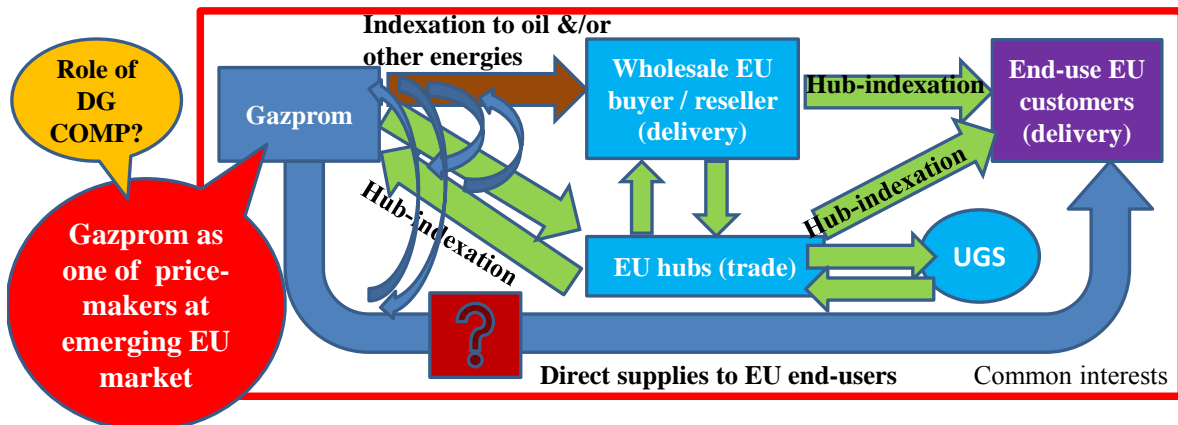 Role of
DG
COMP?
Gazprom as
one of price-
makers at
emerging EU
market
Indexation to oil &/or
other energies
Gazprom
Wholesale EU
buyer / reseller
(delivery)
Hub-indexation
End-use EU
customers
(delivery)
Hub-indexation
Hub-indexation
EU hubs (trade)
UGS
?
Direct supplies to EU end-users
Common interests